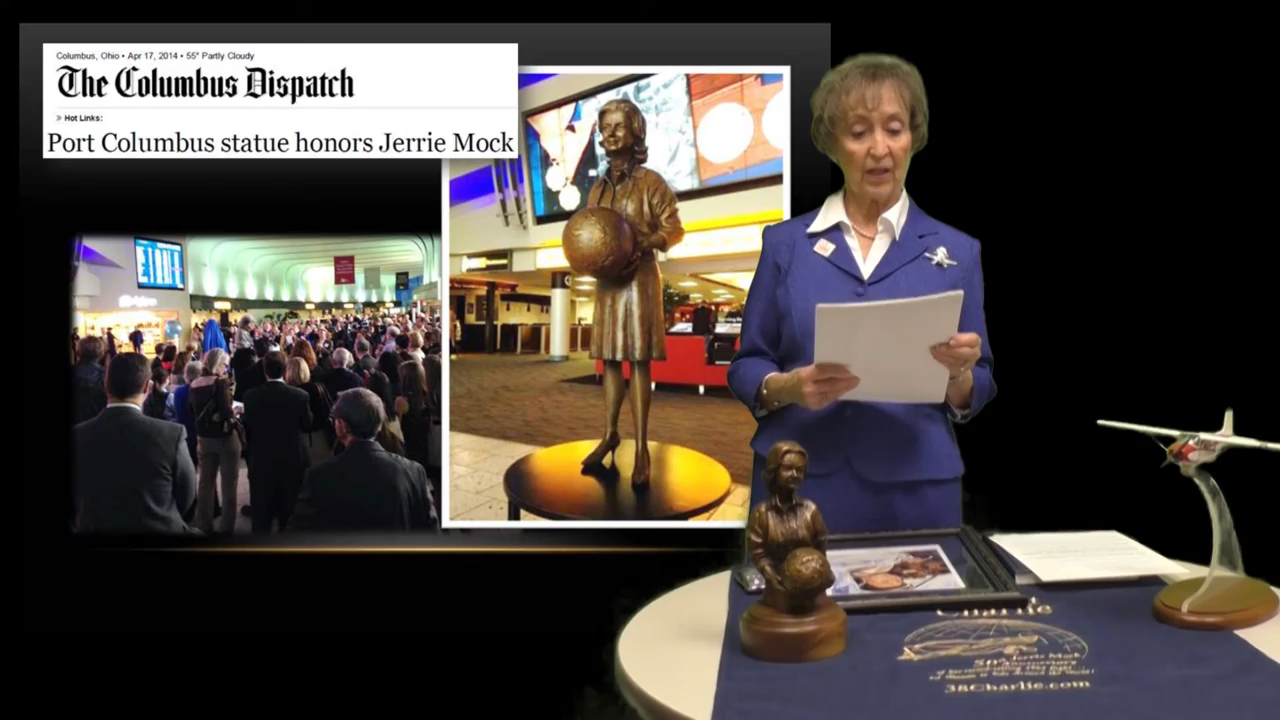 Columbus, Ohio • Apr 17, 2014 • 55° Partly Cloudy
The Columbus Dispatch
» Hot Links:
Port Columbus statue honors Jerrie Mock
Charlie
Jerrie Mock
50th anniversary
38Charlie.com